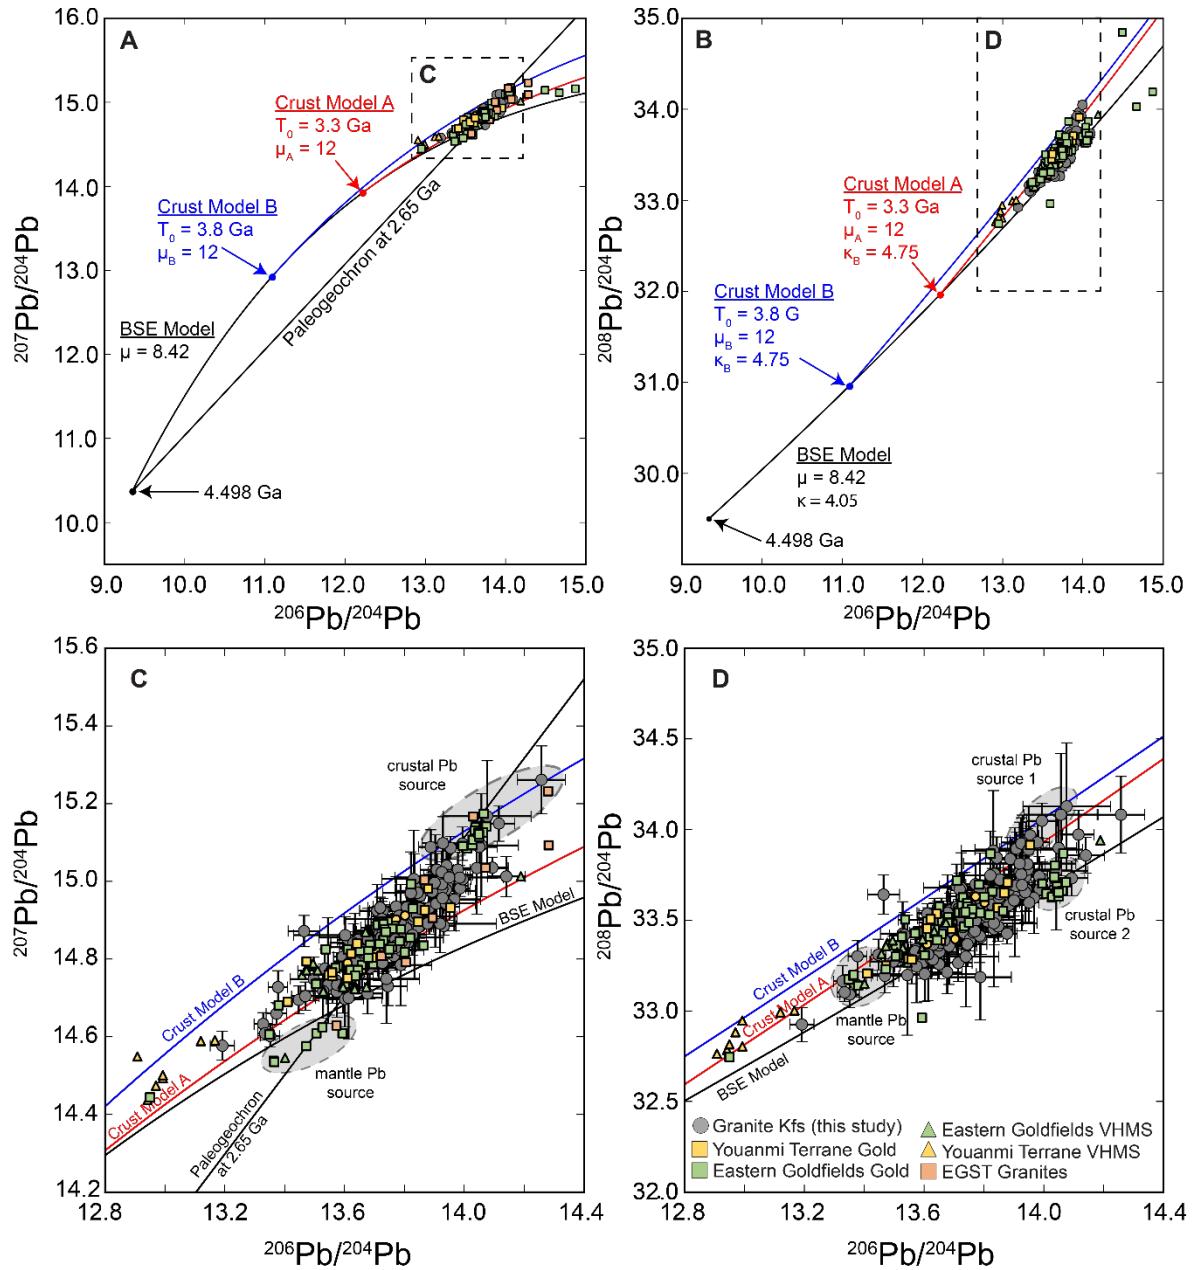 A
16.0
15.0
14.0
13.0
12.0
11.0
10.0
9.0 10.0 11.0 12.0 13.0 14.0 15.0
²⁰⁷Pb/²⁰⁴Pb
²⁰⁶Pb/²⁰⁴Pb
C
Crust Model A
T₀ = 3.3 Ga
μ_A = 12
Crust Model B
T₀ = 3.8 Ga
μ_B = 12
BSE Model
μ = 8.42
Paleogeochron at 2.65 Ga
4.498 Ga
B
35.0
34.0
33.0
32.0
31.0
30.0
9.0 10.0 11.0 12.0 13.0 14.0 15.0
²⁰⁸Pb/²⁰⁴Pb
²⁰⁶Pb/²⁰⁴Pb
D
Crust Model A
T₀ = 3.3 Ga
μ_A = 12
κ_B = 4.75
Crust Model B
T₀ = 3.8 G
μ_B = 12
κ_B = 4.75
BSE Model
μ = 8.42
κ = 4.05
4.498 Ga
C
15.6
15.4
15.2
15.0
14.8
14.6
14.4
14.2
12.8 13.2 13.6 14.0 14.4
²⁰⁷Pb/²⁰⁴Pb
²⁰⁶Pb/²⁰⁴Pb
crustal Pb
source
BSE Model
Crust Model B
Crust Model A
mantle Pb
source
Paleogeochron
at 2.65 Ga
D
35.0
34.5
34.0
33.5
33.0
32.5
32.0
12.8 13.2 13.6 14.0 14.4
²⁰⁸Pb/²⁰⁴Pb
²⁰⁶Pb/²⁰⁴Pb
crustal Pb
source 1
crustal Pb
source 2
Crust Model B
Crust Model A
mantle Pb
source
BSE Model
Granite Kfs (this study)
Youanmi Terrane Gold
Eastern Goldfields Gold
Eastern Goldfields VHMS
Youanmi Terrane VHMS
EGST Granites